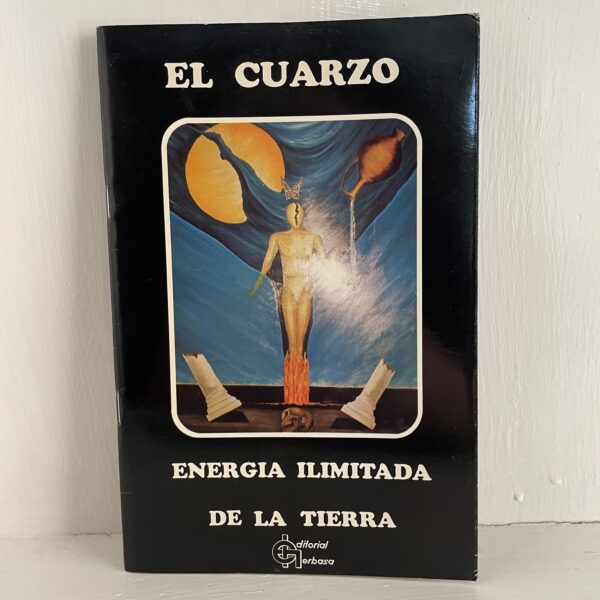 EL CUARZO
ENERGIA ILIMITADA
DE LA TIERRA
Editorial
Gerbasa